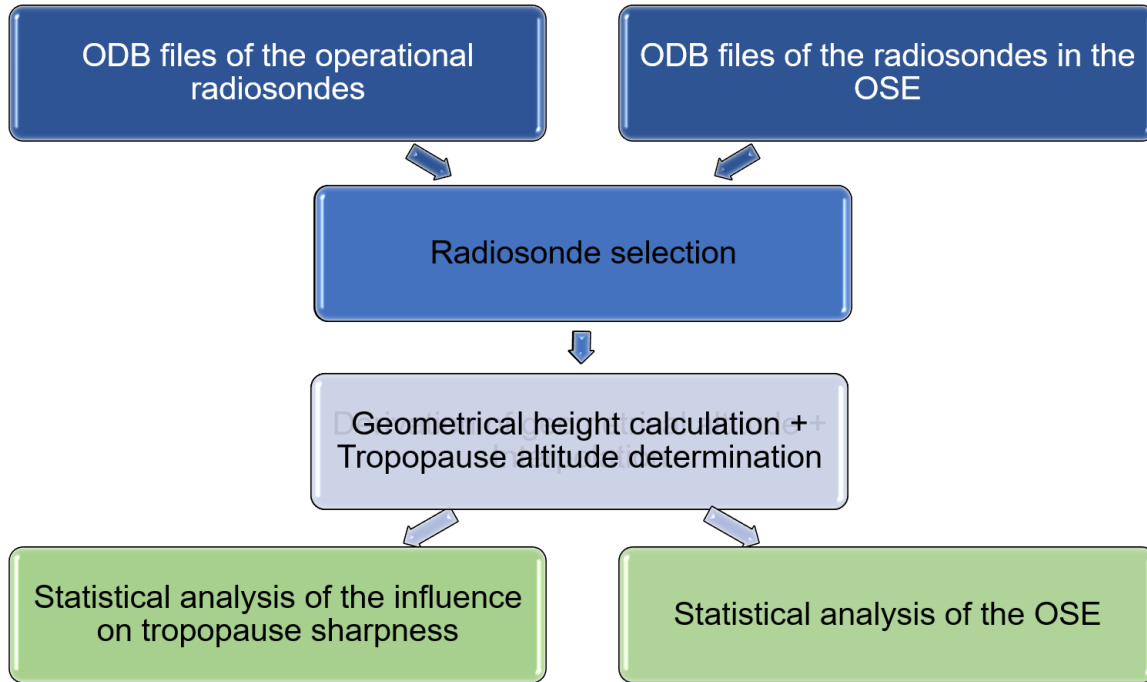 ODB files of the operational
radiosondes
ODB files of the radiosondes in the
OSE
Radiosonde selection
Geometrical height calculation +
Tropopause altitude determination
Statistical analysis of the influence
on tropopause sharpness
Statistical analysis of the OSE